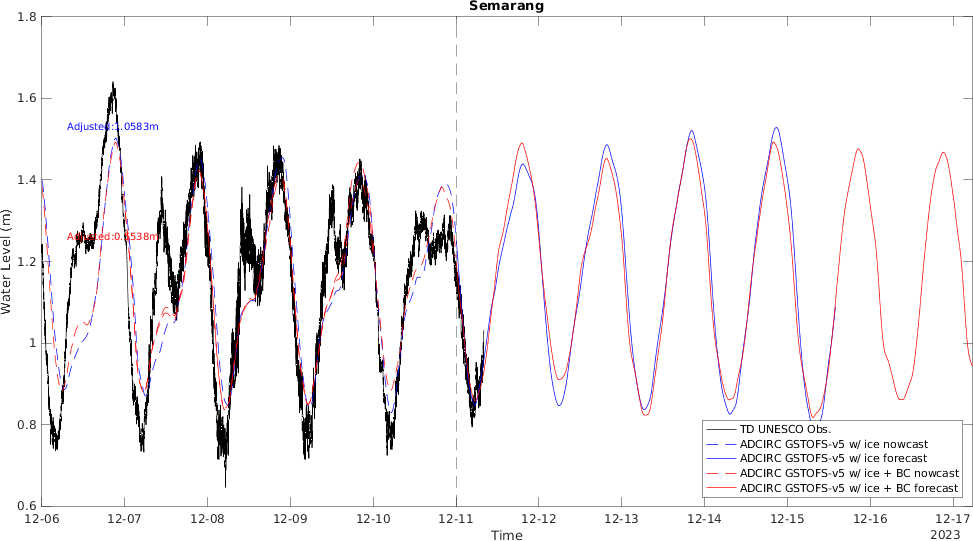 Semarang
1.8
1.6
1.4
1.2
1
0.8
0.6
Water Level (m)
TD UNESCO Obs.
ADCIRC GSTOFS-v5 w/ ice nowcast
ADCIRC GSTOFS-v5 w/ ice forecast
ADCIRC GSTOFS-v5 w/ ice + BC nowcast
ADCIRC GSTOFS-v5 w/ ice + BC forecast
12-06 12-07 12-08 12-09 12-10 12-11 12-12 12-13 12-14 12-15 12-16 12-17
Time
2023